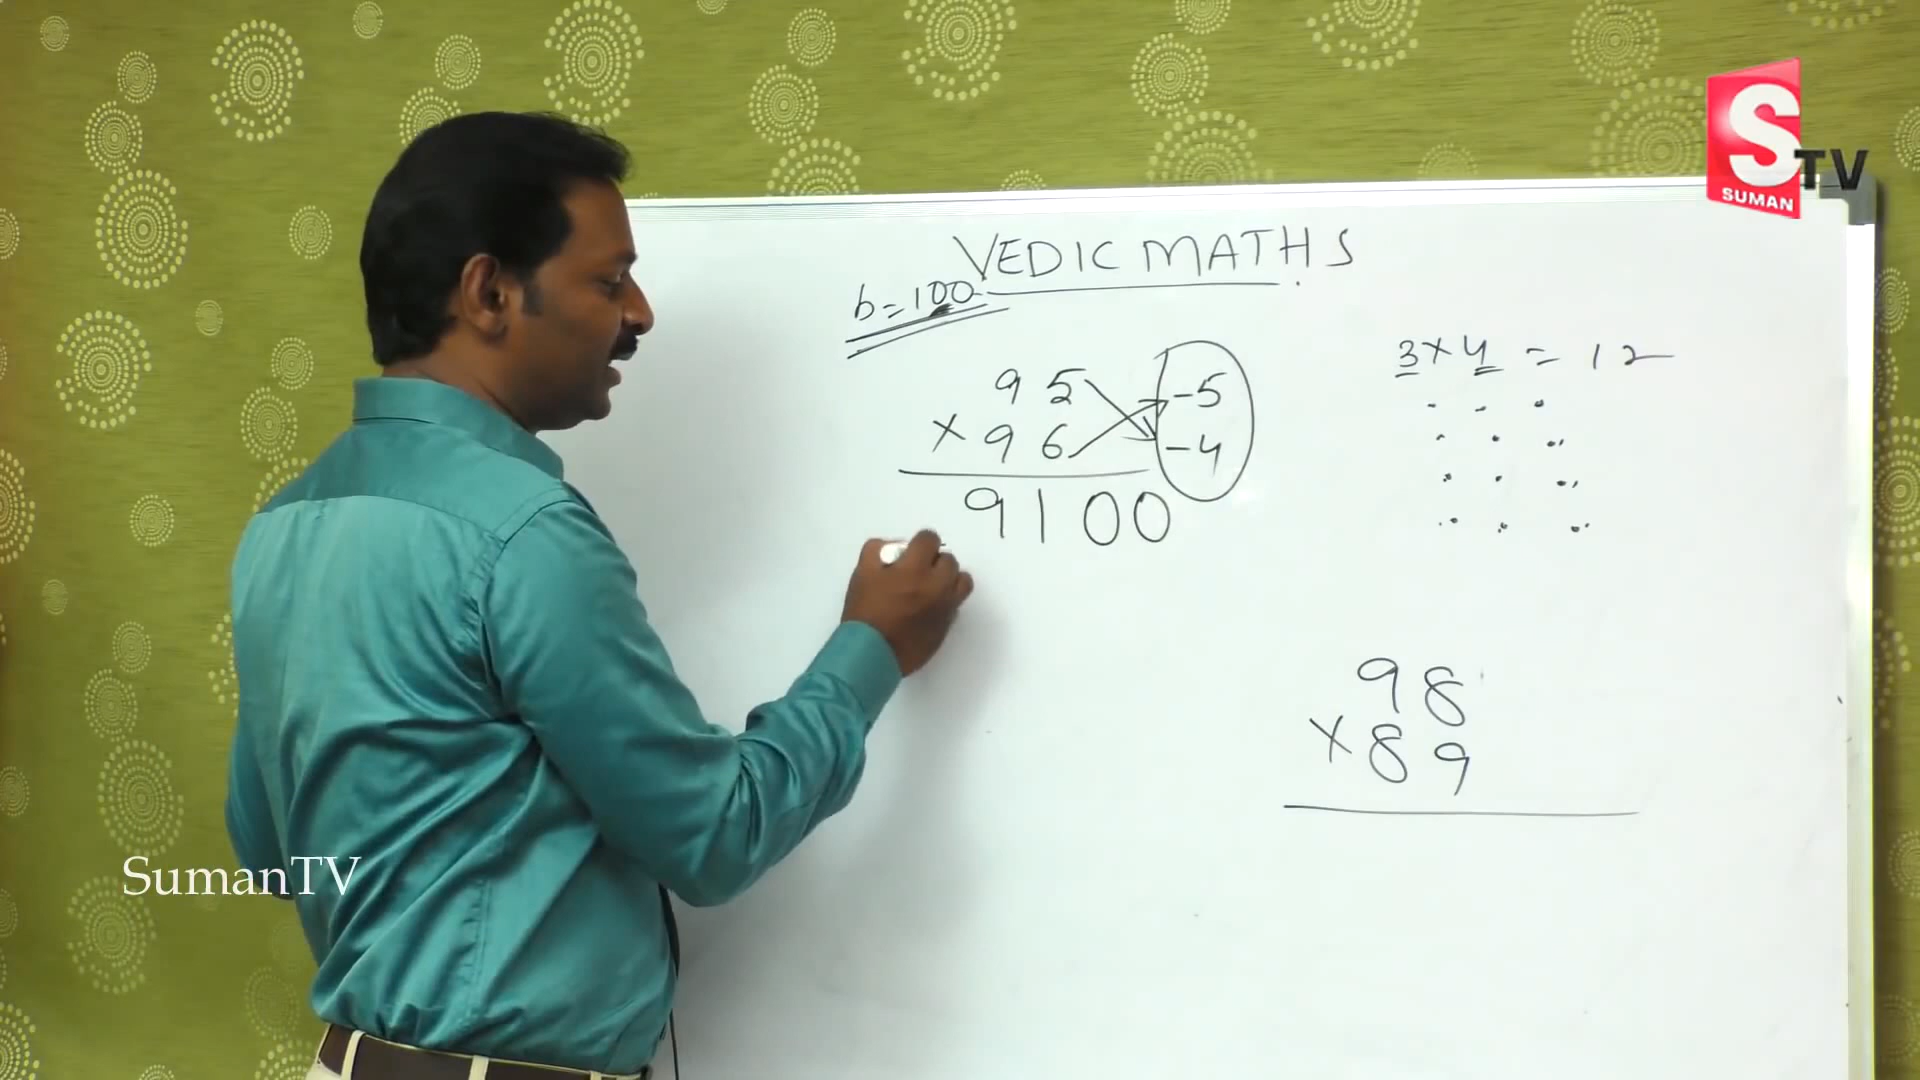 S TV
SUMAN
VEDIC MATHS
b=100
95 -5
×96 -4
9100
3×4 = 12
98
×89
SumanTV